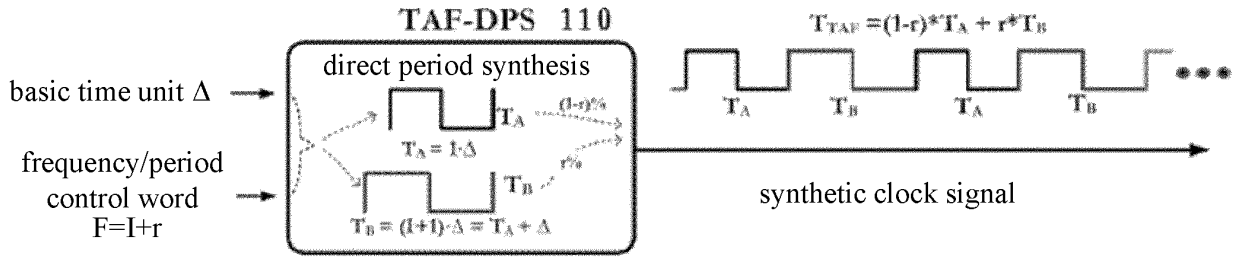 TAF-DPS 110
T_TAF =(1-r)*T_A + r*T_B
direct period synthesis
basic time unit Δ
T_A
(1-r)%
T_A = I·Δ
T_A T_B T_A T_B
frequency/period
control word
F=I+r
T_B
r%
T_B = (I+1)·Δ = T_A + Δ
synthetic clock signal